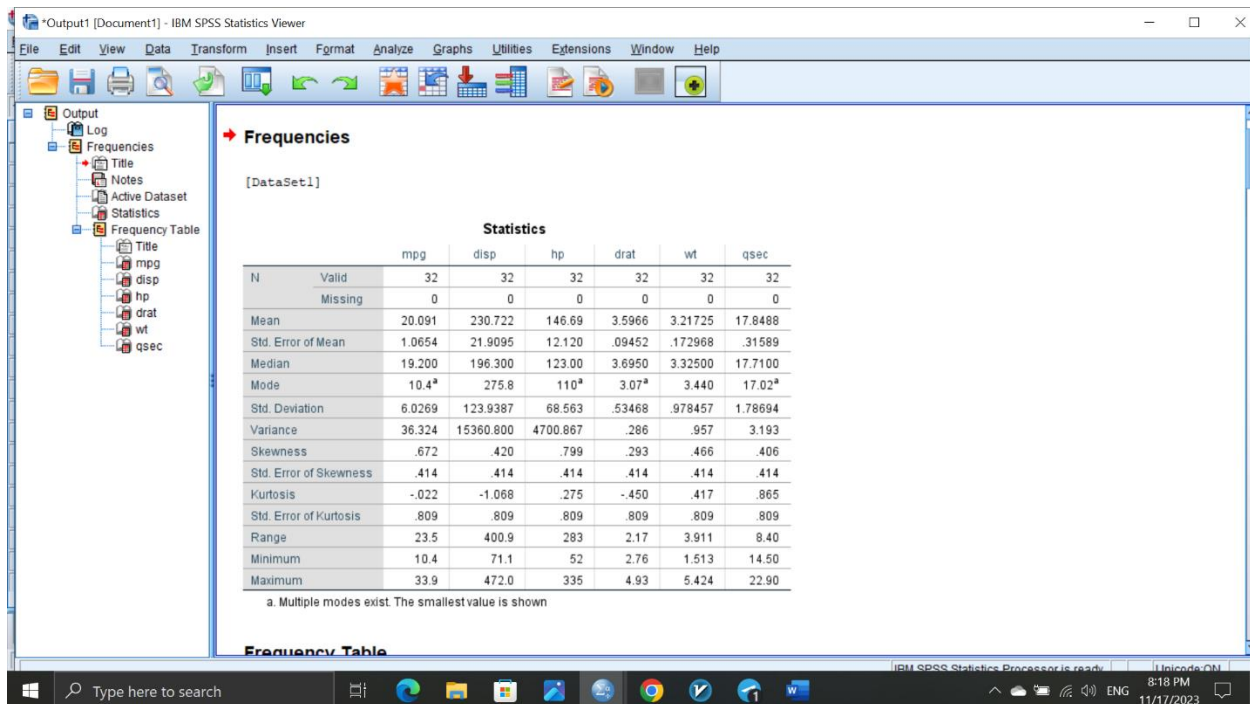 *Output1 [Document1] - IBM SPSS Statistics Viewer
File Edit View Data Transform Insert Format Analyze Graphs Utilities Extensions Window Help
Output
Log
Frequencies
Title
Notes
Active Dataset
Statistics
Frequency Table
Title
mpg
disp
hp
drat
wt
qsec
Frequencies
[DataSet1]
Statistics
mpg disp hp drat wt qsec
N Valid 32 32 32 32 32 32
Missing 0 0 0 0 0 0
Mean 20.091 230.722 146.69 3.5966 3.21725 17.8488
Std. Error of Mean 1.0654 21.9095 12.120 .09452 .172968 .31589
Median 19.200 196.300 123.00 3.6950 3.32500 17.7100
Mode 10.4a 275.8 110a 3.07a 3.440 17.02a
Std. Deviation 6.0269 123.9387 68.563 .53468 .978457 1.78694
Variance 36.324 15360.800 4700.867 .286 .957 3.193
Skewness .672 .420 .799 .293 .466 .406
Std. Error of Skewness .414 .414 .414 .414 .414 .414
Kurtosis -.022 -1.068 .275 -.450 .417 .865
Std. Error of Kurtosis .809 .809 .809 .809 .809 .809
Range 23.5 400.9 283 2.17 3.911 8.40
Minimum 10.4 71.1 52 2.76 1.513 14.50
Maximum 33.9 472.0 335 4.93 5.424 22.90
a. Multiple modes exist. The smallest value is shown
Frequency Table
IBM SPSS Statistics Processor is ready Unicode:ON
Type here to search
ENG
8:18 PM
11/17/2023